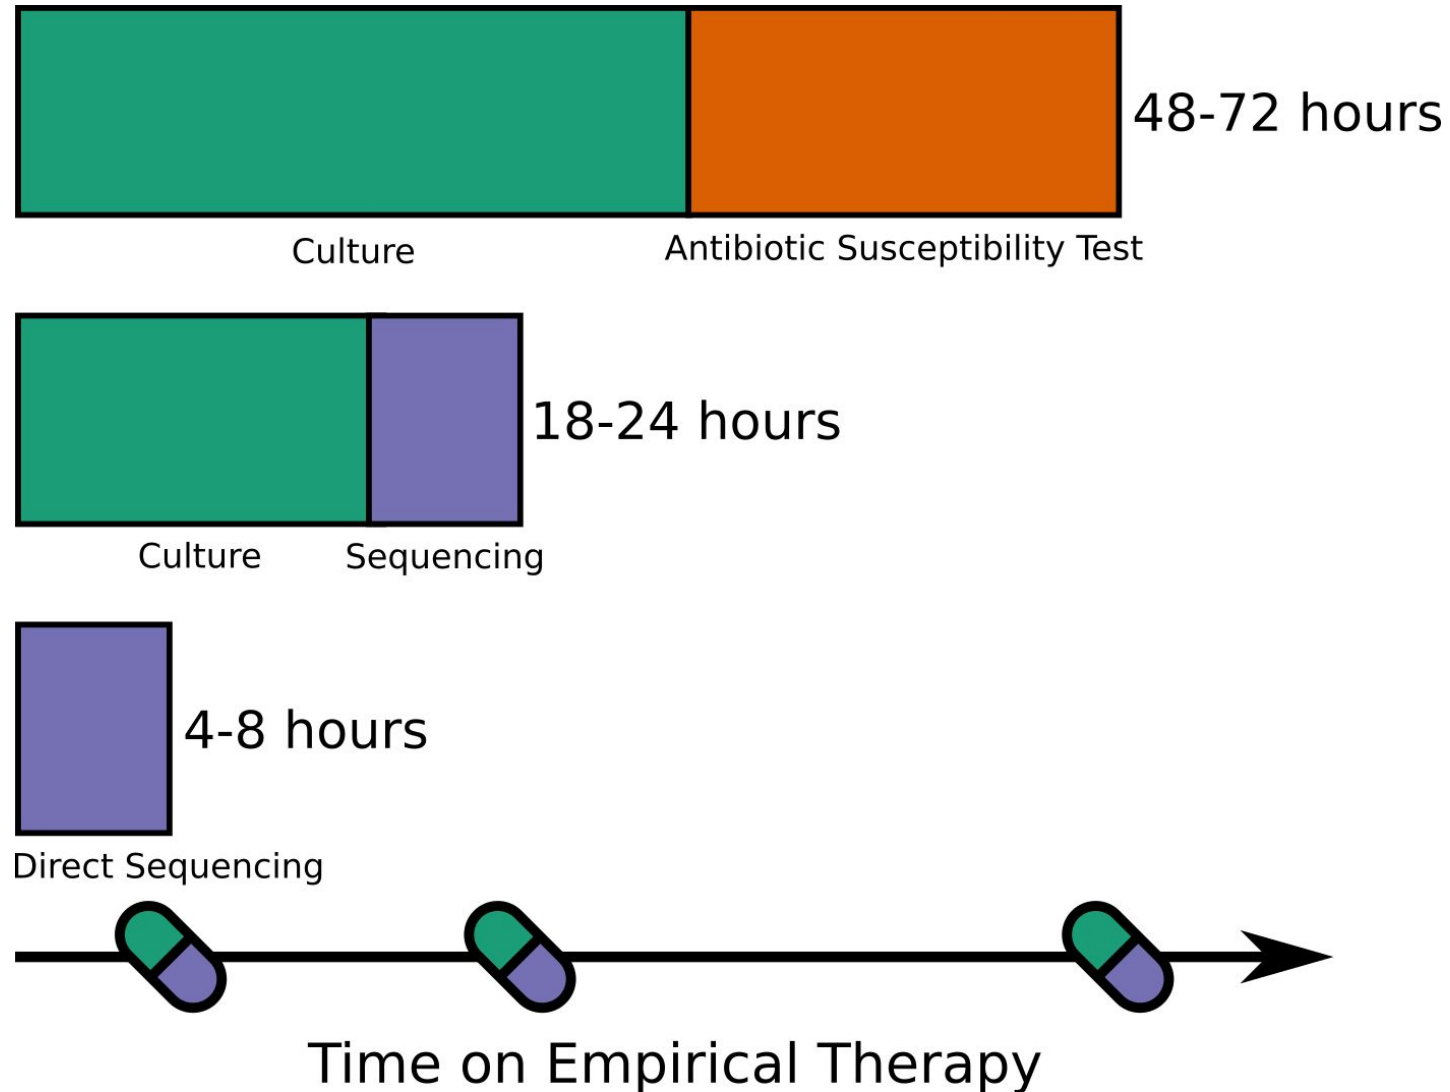 48-72 hours
Culture
Antibiotic Susceptibility Test
18-24 hours
Culture
Sequencing
4-8 hours
Direct Sequencing
Time on Empirical Therapy